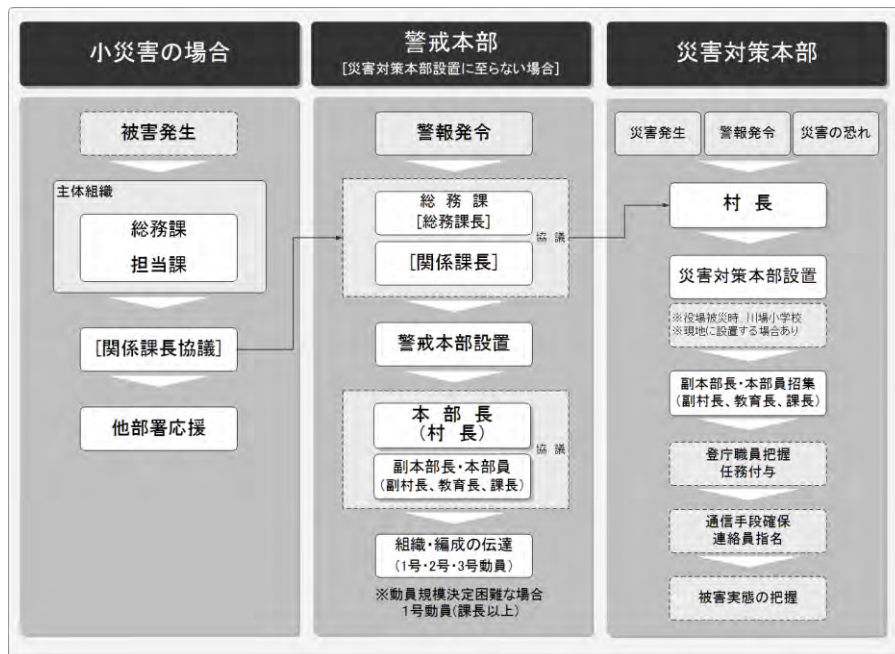 小災害の場合
被害発生
主体組織
総務課
担当課
[関係課長協議]
他部署応援
警戒本部
[災害対策本部設置に至らない場合]
警報発令
総 務 課
[総務課長]
[関係課長]
協 議
警戒本部設置
本 部 長
(村 長)
副本部長・本部員
(副村長、教育長、課長)
協 議
組織・編成の伝達
(1号・2号・3号動員)
※動員規模決定困難な場合
1号動員(課長以上)
災害対策本部
災害発生
警報発令
災害の恐れ
村 長
災害対策本部設置
※役場被災時 川場小学校
※現地に設置する場合あり
副本部長・本部員招集
(副村長、教育長、課長)
登庁職員把握
任務付与
通信手段確保
連絡員指名
被害実態の把握